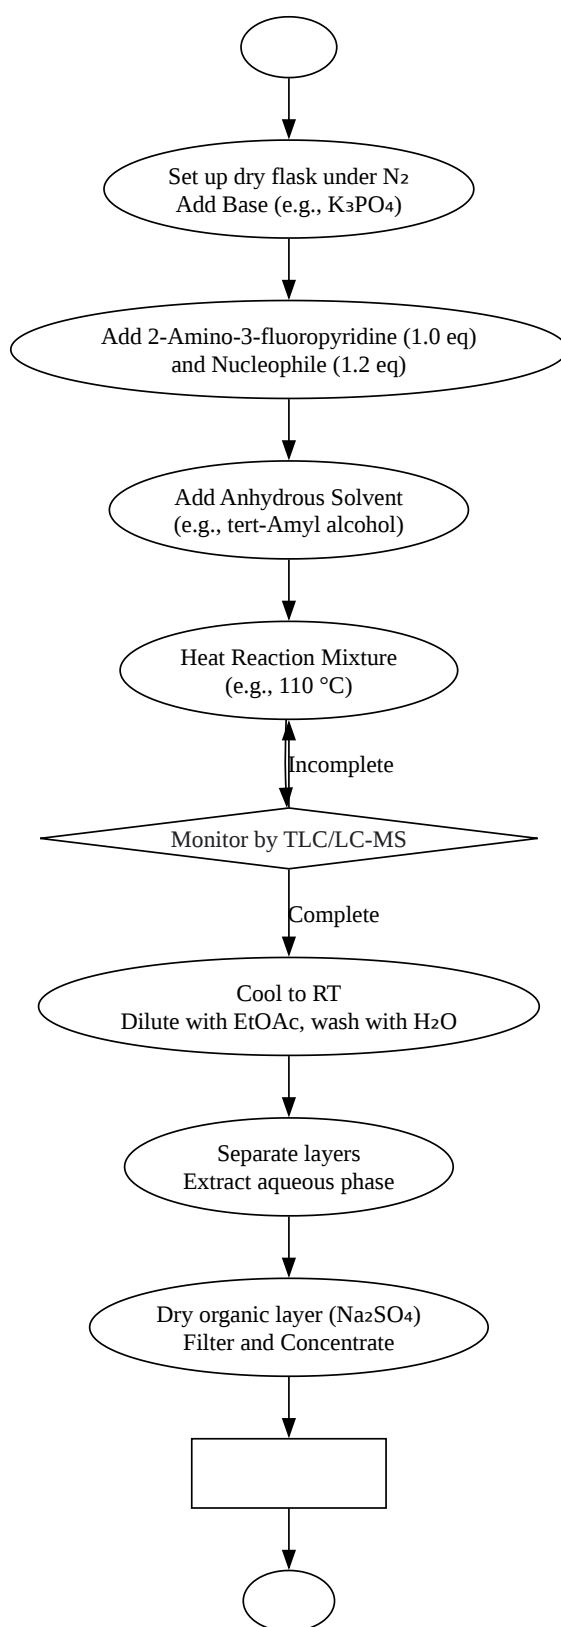 Set up dry flask under N₂
Add Base (e.g., K₃PO₄)
Add 2-Amino-3-fluoropyridine (1.0 eq)
and Nucleophile (1.2 eq)
Add Anhydrous Solvent
(e.g., tert-Amyl alcohol)
Heat Reaction Mixture
(e.g., 110 °C)
Incomplete
Monitor by TLC/LC-MS
Complete
Cool to RT
Dilute with EtOAc, wash with H₂O
Separate layers
Extract aqueous phase
Dry organic layer (Na₂SO₄)
Filter and Concentrate